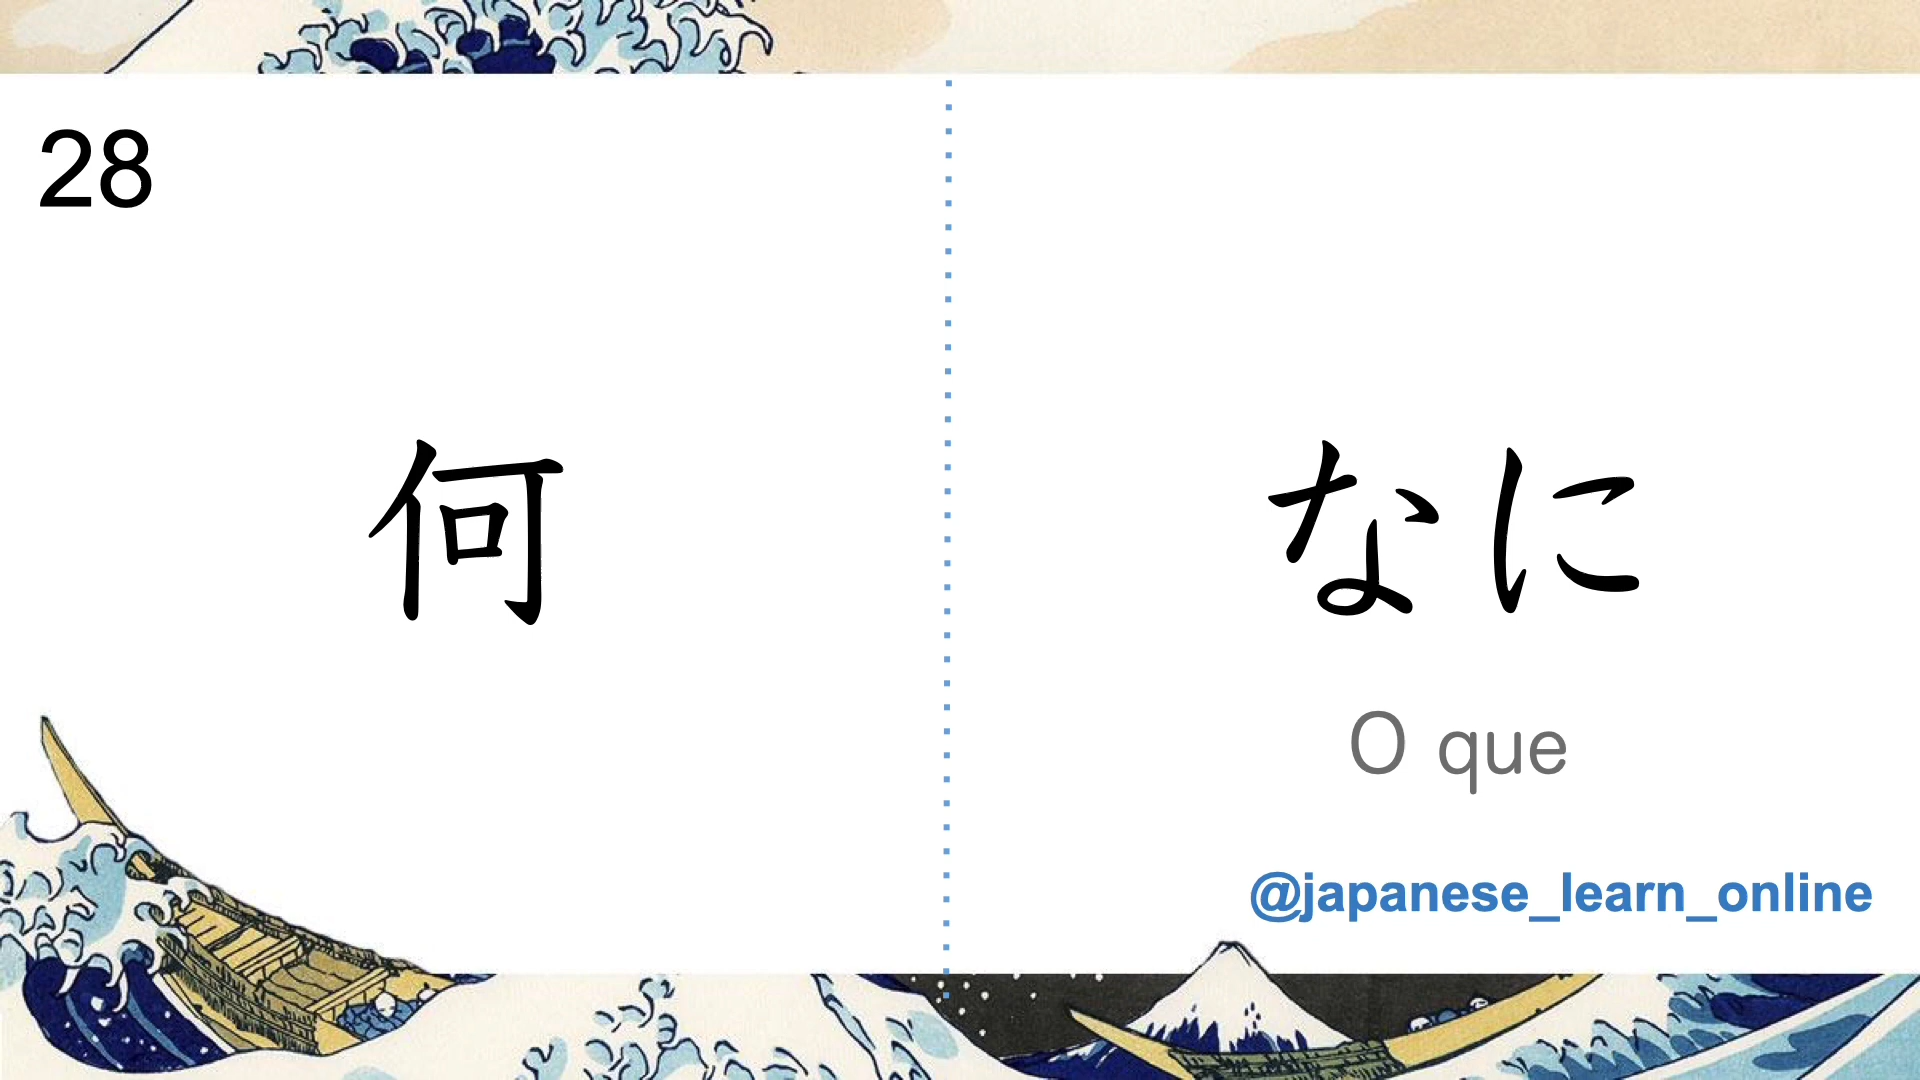 28
何
なに
O que
@japanese_learn_online